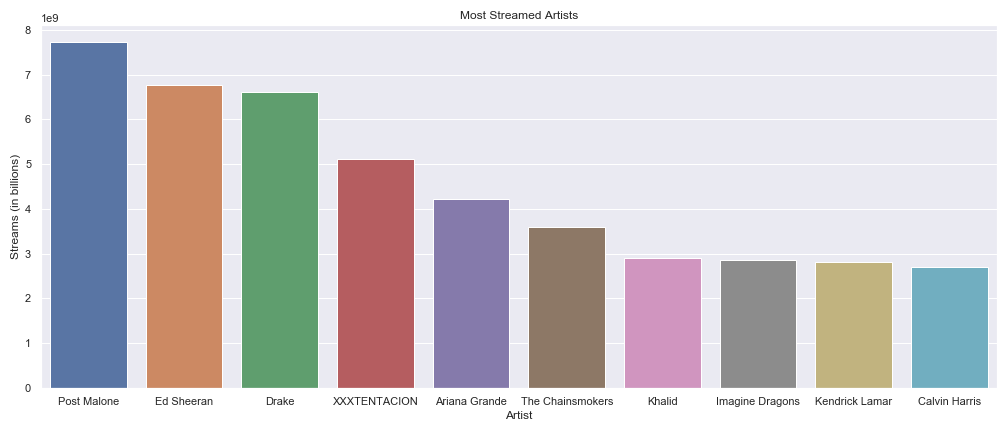 Most Streamed Artists
1e9
8
7
6
5
4
3
2
1
0
Streams (in billions)
Post Malone Ed Sheeran Drake XXXTENTACION Ariana Grande The Chainsmokers Khalid Imagine Dragons Kendrick Lamar Calvin Harris
Artist